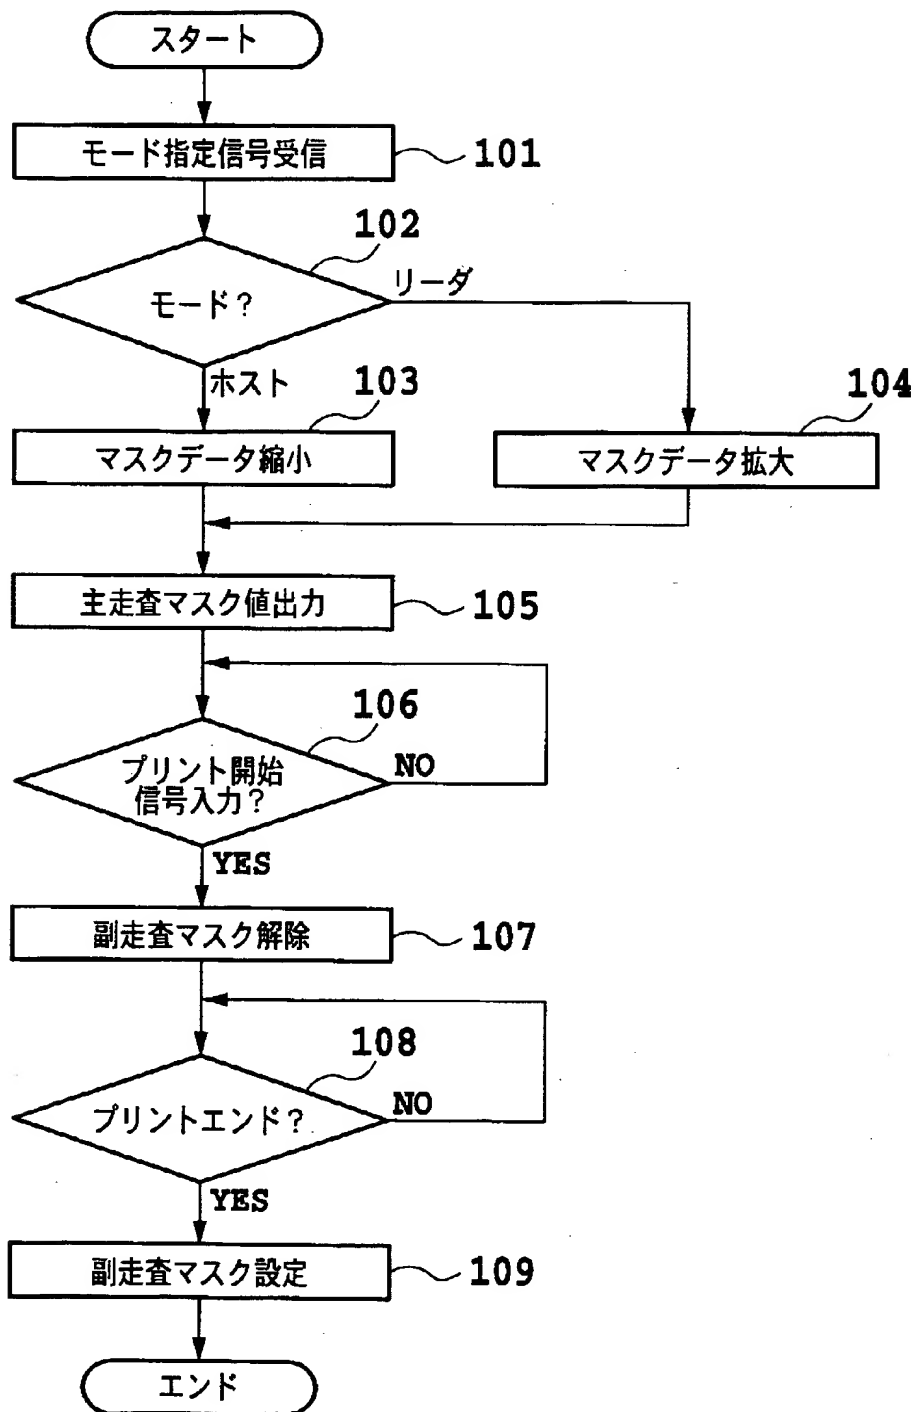 スタート
モード指定信号受信
101
102
モード?
リーダ
ホスト
103
マスクデータ縮小
104
マスクデータ拡大
主走査マスク値出力
105
106
プリント開始
信号入力?
NO
YES
副走査マスク解除
107
108
プリントエンド?
NO
YES
副走査マスク設定
109
エンド